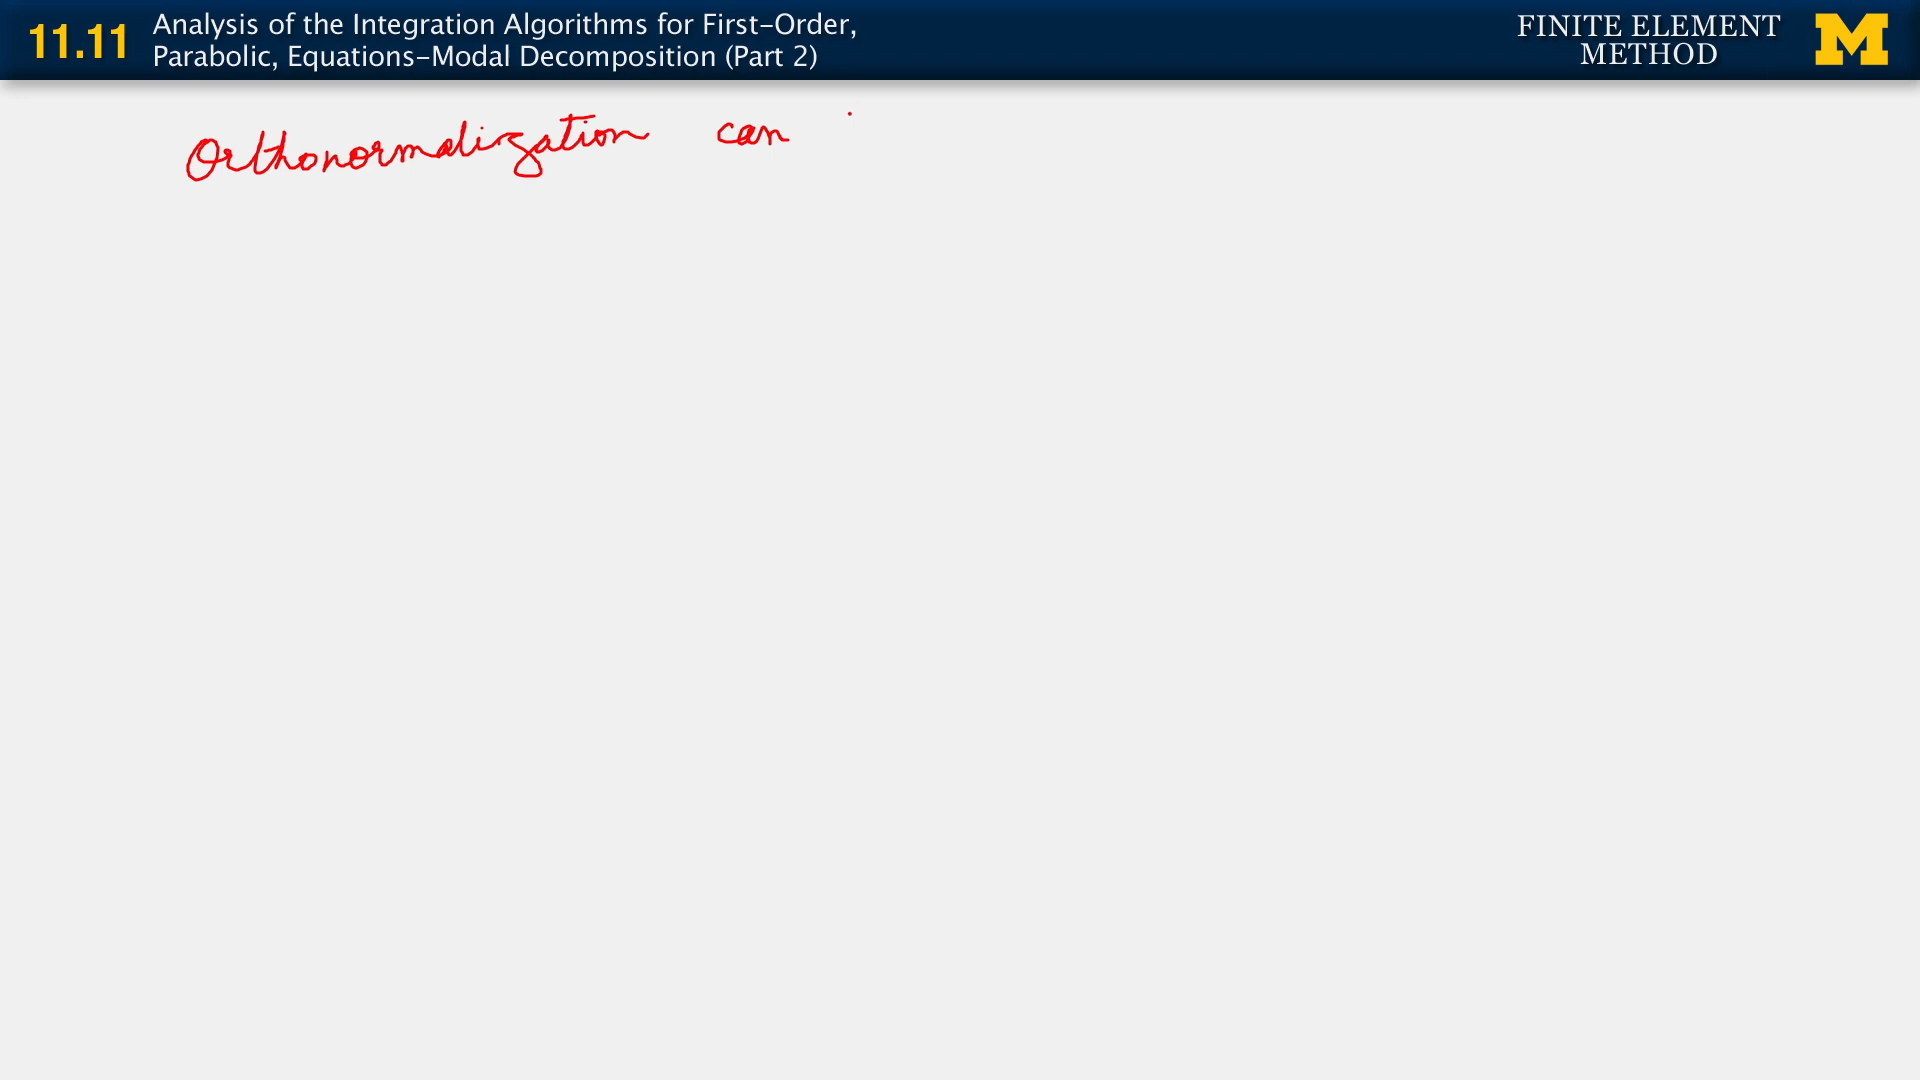 11.11
Analysis of the Integration Algorithms for First-Order,
Parabolic, Equations-Modal Decomposition (Part 2)
FINITE ELEMENT
METHOD
M
Orthonormalization can